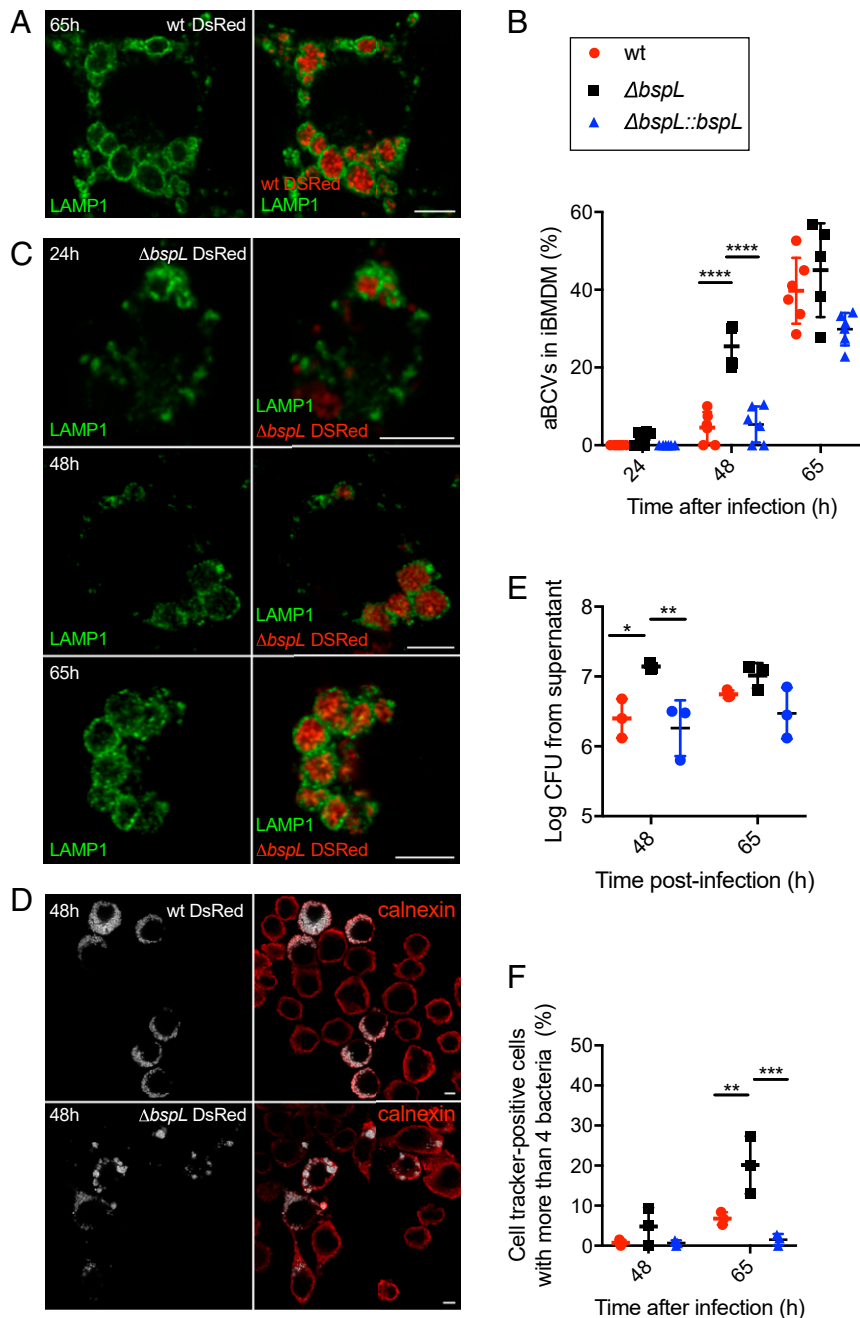 A
65h
wt DsRed
LAMP1
wt DSRed
LAMP1
B
wt
ΔbspL
ΔbspL::bspL
aBCVs in iBMDM (%)
60
40
20
0
****
****
24
48
65
Time after infection (h)
C
24h
ΔbspL DsRed
LAMP1
LAMP1
ΔbspL DSRed
48h
LAMP1
LAMP1
ΔbspL DSRed
65h
LAMP1
LAMP1
ΔbspL DSRed
E
Log CFU from supernatant
8
7
6
5
*
**
48
65
Time post-infection (h)
D
48h
wt DsRed
calnexin
48h
ΔbspL DsRed
calnexin
F
Cell tracker-positive cells
with more than 4 bacteria (%)
50
40
30
20
10
0
**
***
48
65
Time after infection (h)